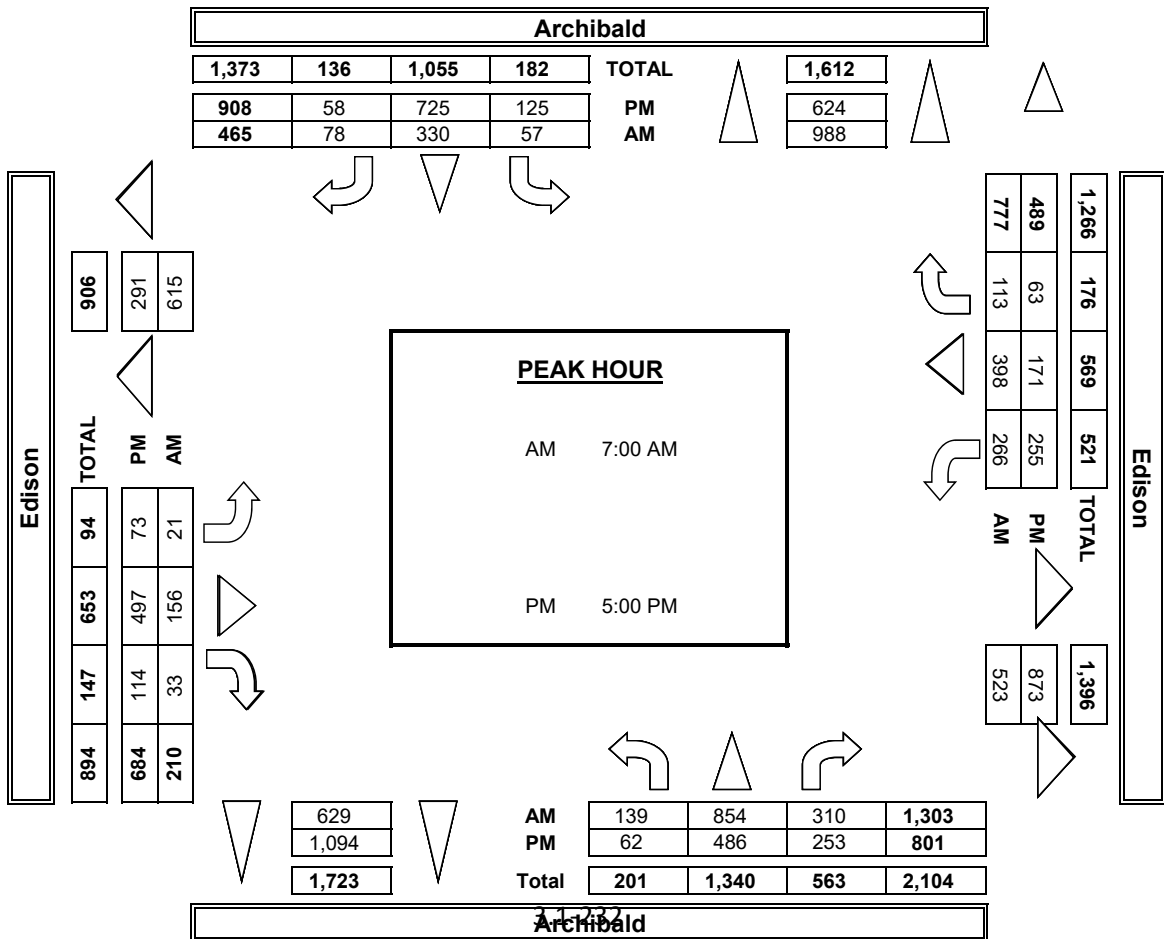 Archibald
1,373 136 1,055 182 TOTAL 1,612
908 58 725 125 PM 624
465 78 330 57 AM 988
Edison
906
291
615
TOTAL PM AM
94 73 21
653 497 156
147 114 33
894 684 210
PEAK HOUR
AM 7:00 AM
PM 5:00 PM
777 489 1,266
113 63 176
398 171 569
266 255 521
AM PM TOTAL
523 873 1,396
Edison
629 AM 139 854 310 1,303
1,094 PM 62 486 253 801
1,723 Total 201 1,340 563 2,104
3.1-232
Archibald